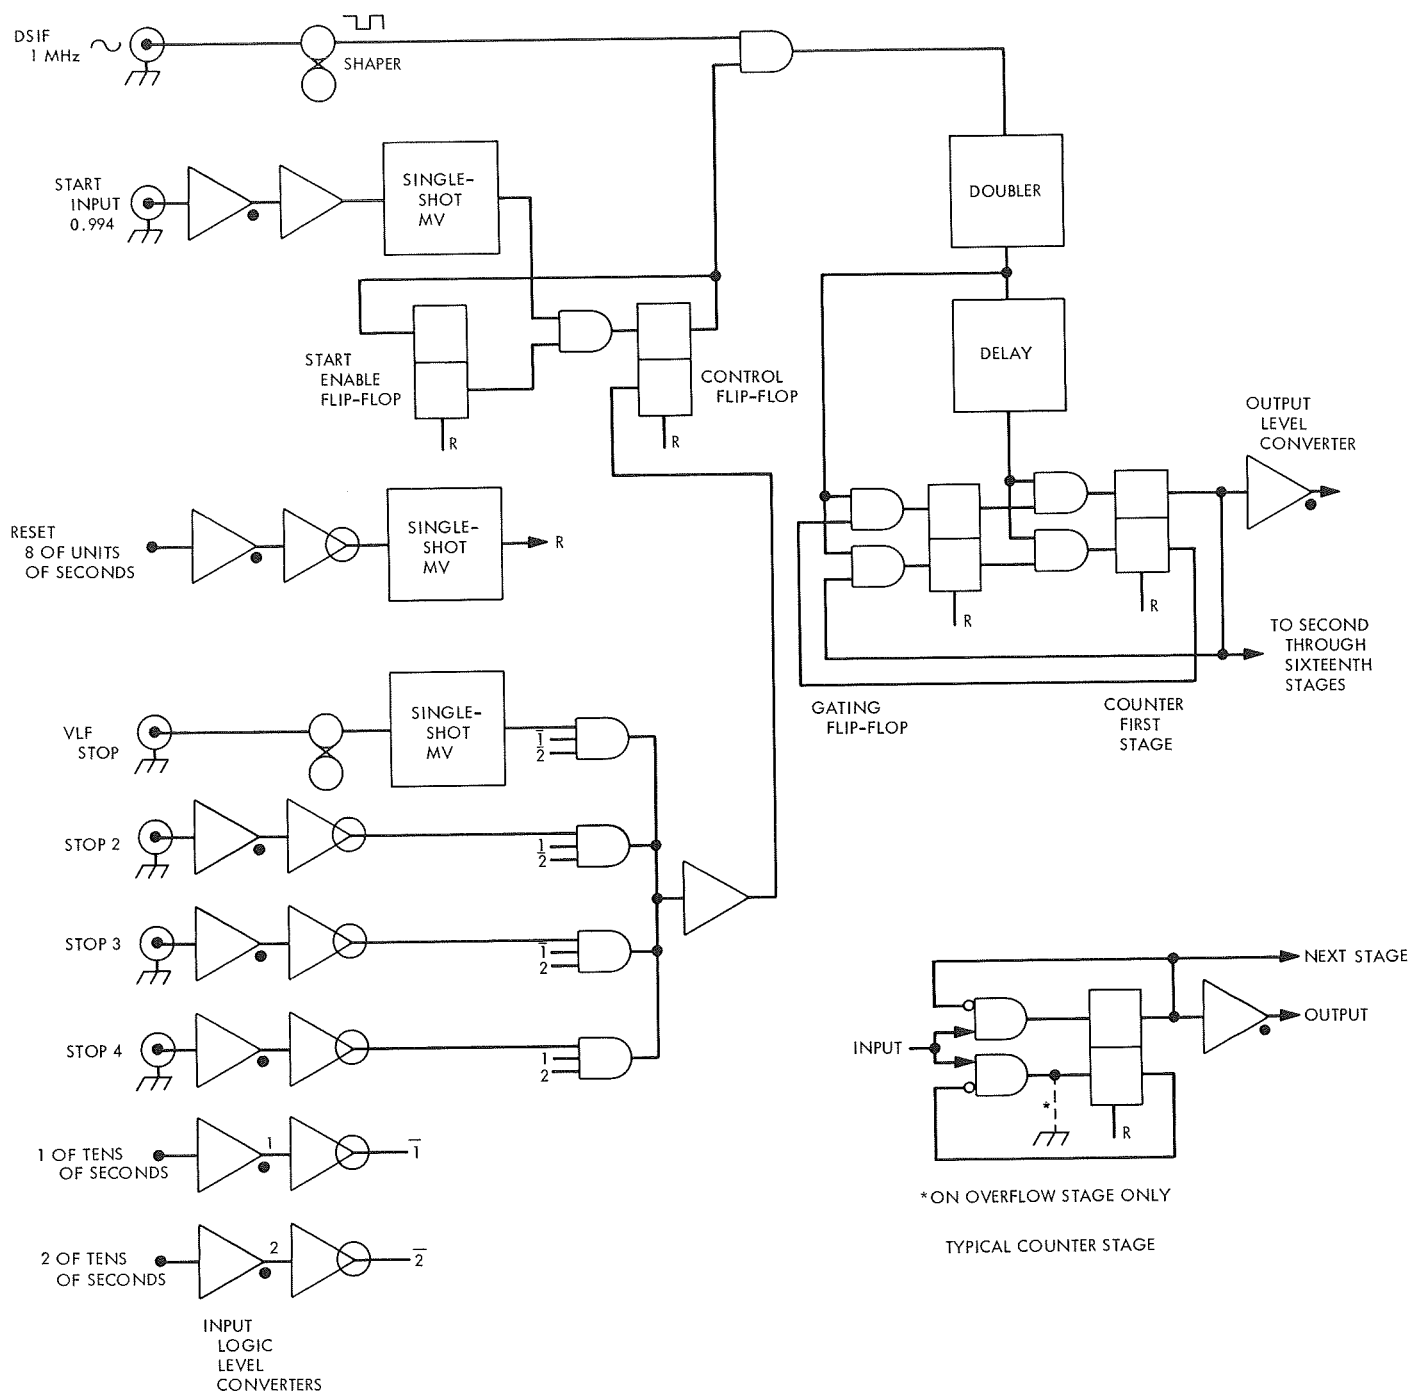 DSIF
1 MHz
SHAPER
START
INPUT
0.994
SINGLE-
SHOT
MV
DOUBLER
START
ENABLE
FLIP-FLOP
R
CONTROL
FLIP-FLOP
R
DELAY
OUTPUT
LEVEL
CONVERTER
RESET
8 OF UNITS
OF SECONDS
SINGLE-
SHOT
MV
R
R
R
TO SECOND
THROUGH
SIXTEENTH
STAGES
GATING
FLIP-FLOP
COUNTER
FIRST
STAGE
VLF
STOP
SINGLE-
SHOT
MV
1̅
2̅
STOP 2
1
2̅
STOP 3
1̅
2
STOP 4
1
2
NEXT STAGE
OUTPUT
INPUT
*
R
*ON OVERFLOW STAGE ONLY
TYPICAL COUNTER STAGE
1 OF TENS
OF SECONDS
1
1̅
2 OF TENS
OF SECONDS
2
2̅
INPUT
LOGIC
LEVEL
CONVERTERS